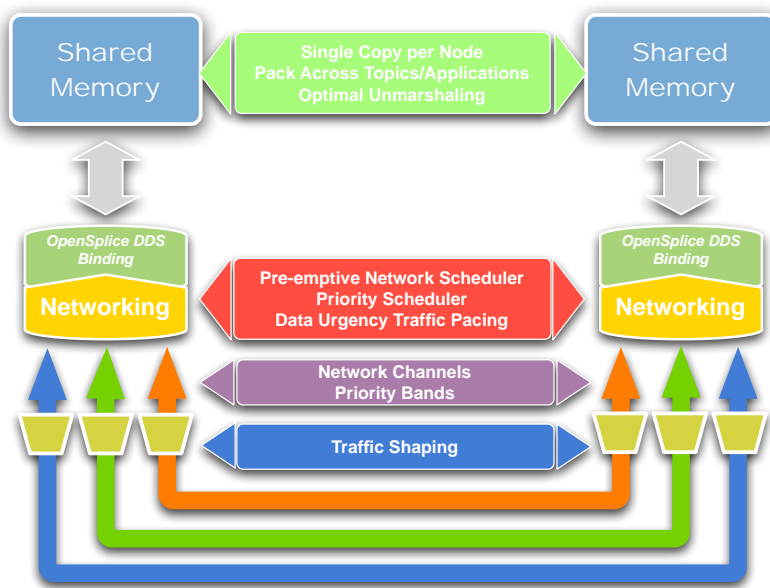 Shared
Memory
Single Copy per Node
Pack Across Topics/Applications
Optimal Unmarshaling
Shared
Memory
OpenSplice DDS
Binding
Networking
Pre-emptive Network Scheduler
Priority Scheduler
Data Urgency Traffic Pacing
OpenSplice DDS
Binding
Networking
Network Channels
Priority Bands
Traffic Shaping